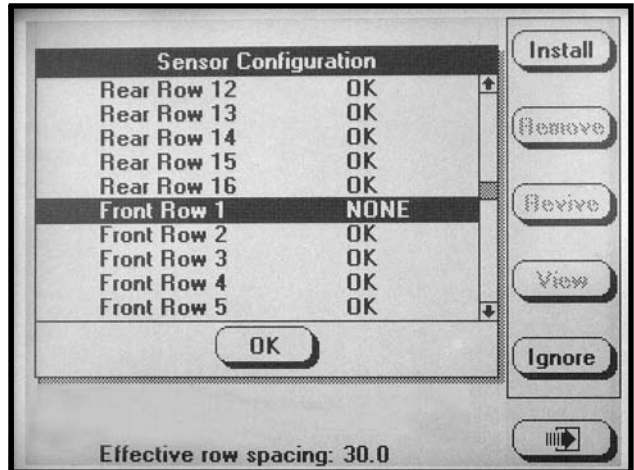 Sensor Configuration
Rear Row 12 OK
Rear Row 13 OK
Rear Row 14 OK
Rear Row 15 OK
Rear Row 16 OK
Front Row 1 NONE
Front Row 2 OK
Front Row 3 OK
Front Row 4 OK
Front Row 5 OK
OK
Effective row spacing: 30.0
Install
Remove
Revive
View
Ignore